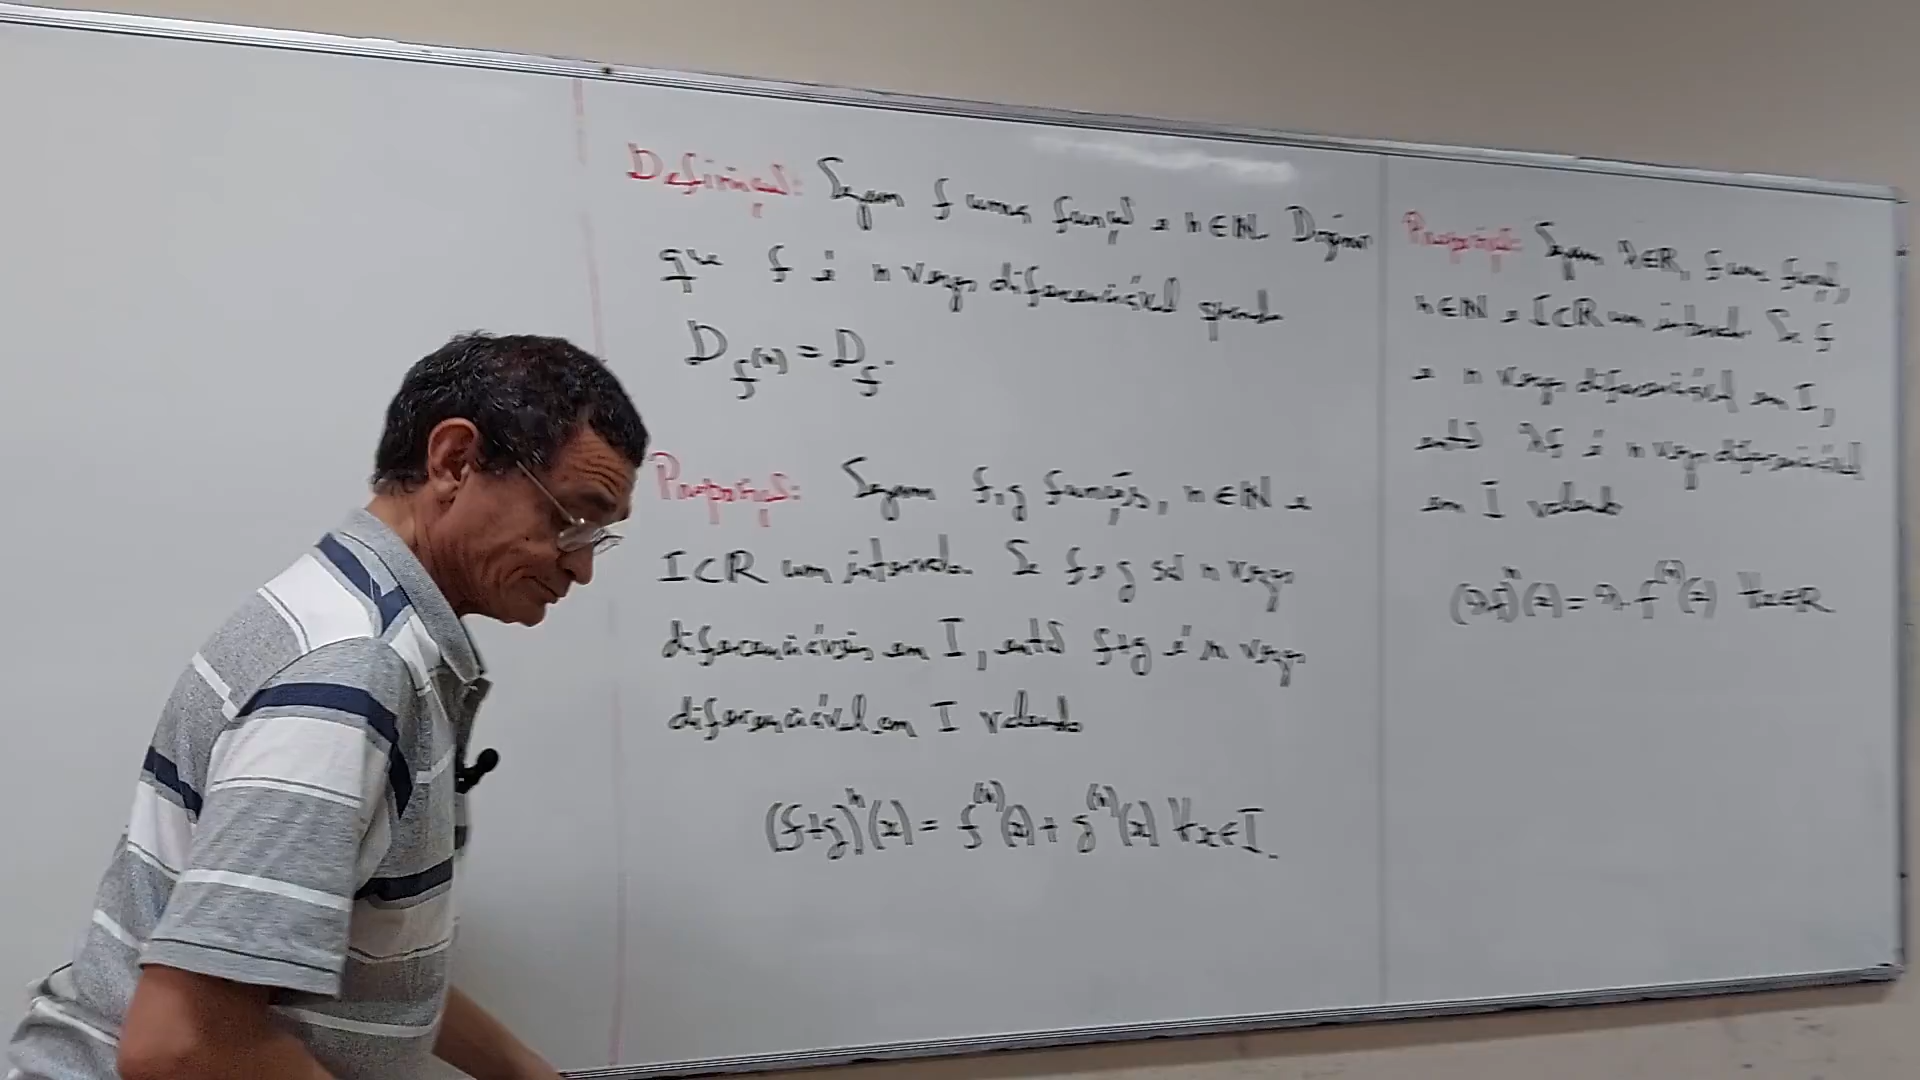 Definição: Sejam f uma função e n∈ℕ. Dizemos
que f é n vezes diferenciável quando
D_{f^{(n)}} = D_f.
Proposição: Sejam f, g funções, n∈ℕ e
I⊂ℝ um intervalo. Se f e g são n vezes
diferenciáveis em I, então f+g é n vezes
diferenciável em I valendo
(f+g)^{n}(x) = f^{(n)}(x) + g^{(n)}(x) ∀x∈I.
Proposição: Sejam λ∈ℝ, f uma função,
n∈ℕ e I⊂ℝ um intervalo. Se f
é n vezes diferenciável em I,
então λf é n vezes diferenciável
em I valendo
(λf)^{n}(x) = λ·f^{(n)}(x) ∀x∈ℝ